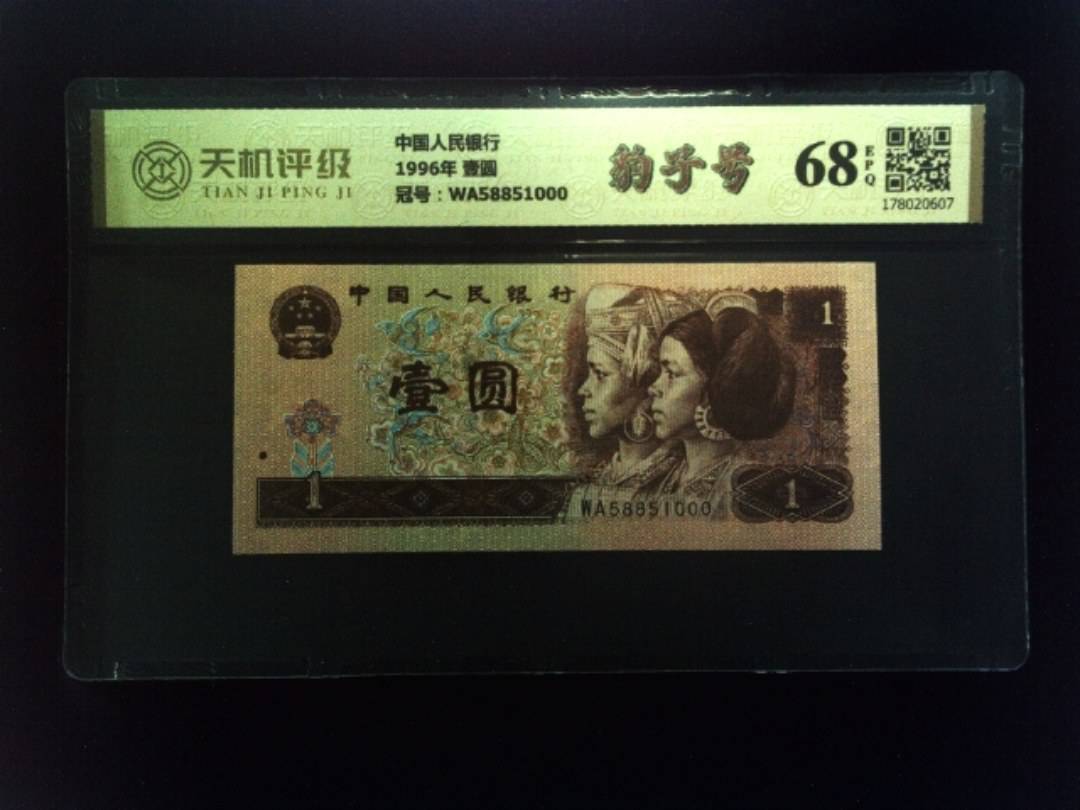 天机评级
TIAN JI PING JI
中国人民银行
1996年 壹圆
冠号：WA58851000
豹子号
68
EPQ
178020607
中国人民银行
1
壹圆
1
WA58851000
1